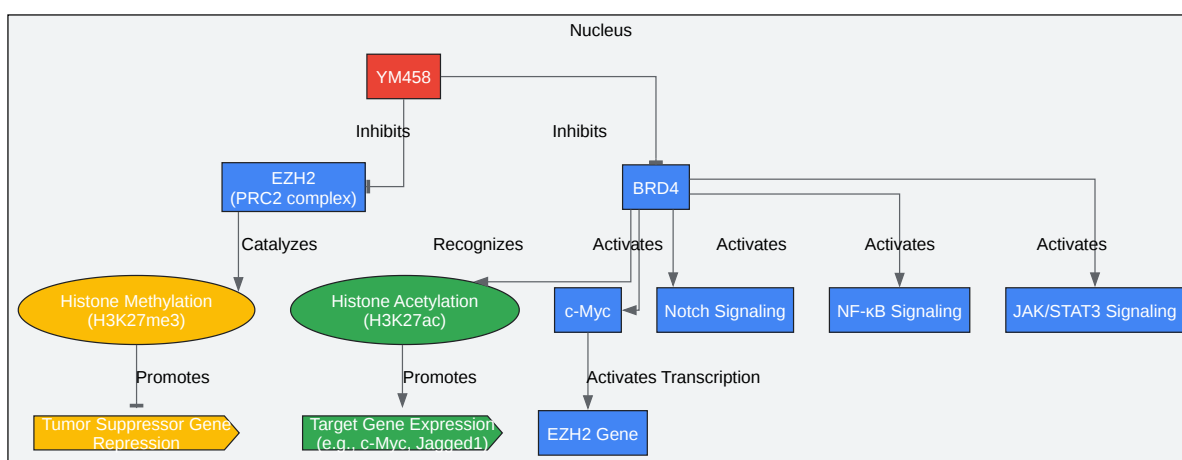 Nucleus
YM458
Inhibits
Inhibits
EZH2
(PRC2 complex)
BRD4
Catalyzes
Recognizes
Activates
Activates
Activates
Activates
Histone Methylation
(H3K27me3)
Histone Acetylation
(H3K27ac)
c-Myc
Notch Signaling
NF-κB Signaling
JAK/STAT3 Signaling
Promotes
Promotes
Activates Transcription
Tumor Suppressor Gene
Repression
Target Gene Expression
(e.g., c-Myc, Jagged1)
EZH2 Gene